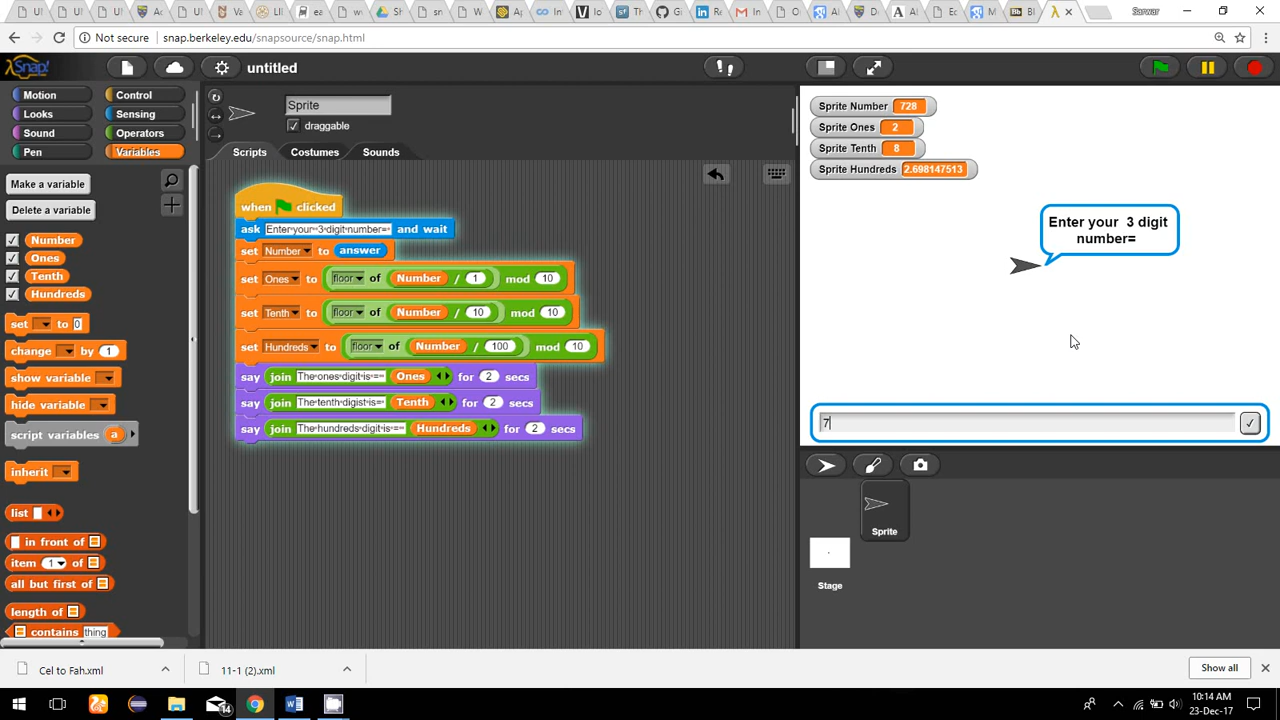 Sarwar
Not secure | snap.berkeley.edu/snapsource/snap.html
Snap!
untitled
Motion
Control
Looks
Sensing
Sound
Operators
Pen
Variables
Make a variable
Delete a variable
Number
Ones
Tenth
Hundreds
set to 0
change by 1
show variable
hide variable
script variables a
inherit
list
in front of
item 1 of
all but first of
length of
contains thing
Sprite
draggable
Scripts
Costumes
Sounds
when clicked
ask Enter your 3 digit number= and wait
set Number to answer
set Ones to floor of Number / 1 mod 10
set Tenth to floor of Number / 10 mod 10
set Hundreds to floor of Number / 100 mod 10
say join The ones digit is== Ones for 2 secs
say join The tenth digist is== Tenth for 2 secs
say join The hundreds digit is== Hundreds for 2 secs
Sprite Number 728
Sprite Ones 2
Sprite Tenth 8
Sprite Hundreds 2.698147513
Enter your 3 digit
number=
7
Sprite
Stage
Cel to Fah.xml
11-1 (2).xml
Show all
14
10:14 AM
23-Dec-17